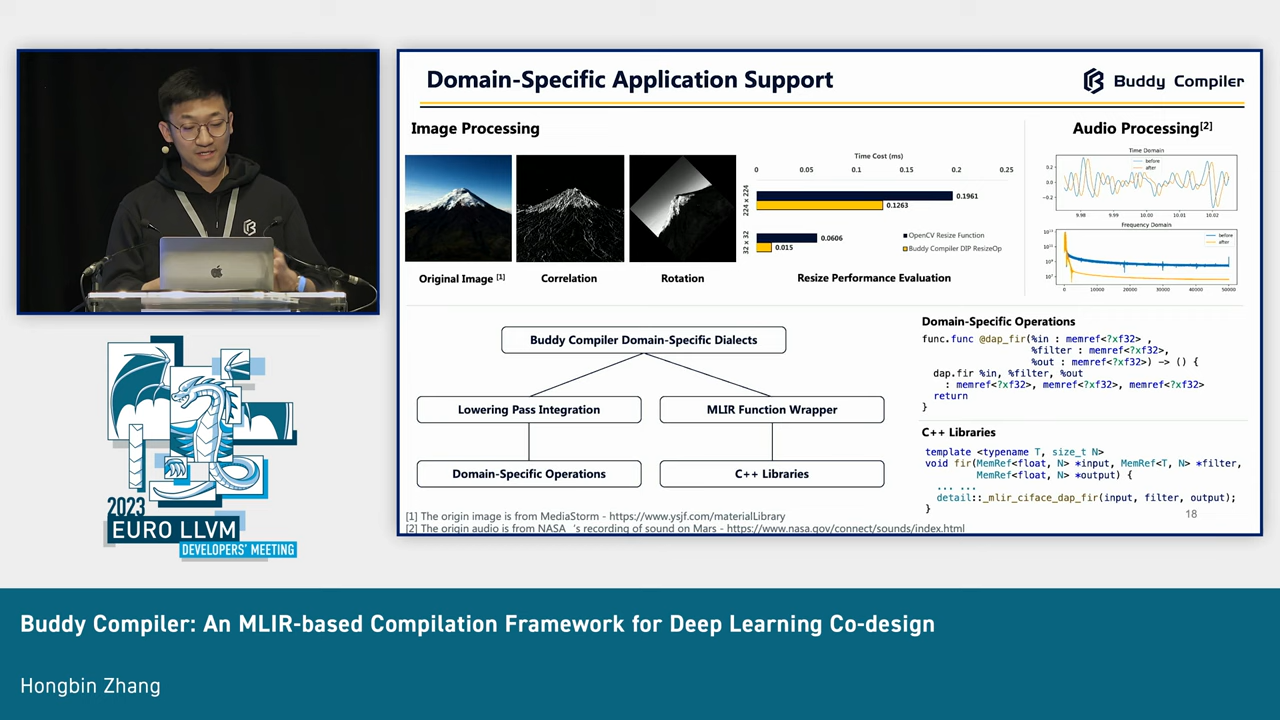 Domain-Specific Application Support
Buddy Compiler
Image Processing
Original Image [1]
Correlation
Rotation
Time Cost (ms)
0 0.05 0.1 0.15 0.2 0.25
224 x 224
0.1961
0.1263
32 x 32
0.0606
0.015
OpenCV Resize Function
Buddy Compiler DIP ResizeOp
Resize Performance Evaluation
Audio Processing[2]
Time Domain
before
after
0.2
0.0
−0.2
9.98 9.99 10.00 10.01 10.02
Frequency Domain
before
after
0 10000 20000 30000 40000 50000
Buddy Compiler Domain-Specific Dialects
Lowering Pass Integration
MLIR Function Wrapper
Domain-Specific Operations
C++ Libraries
Domain-Specific Operations
func.func @dap_fir(%in : memref<?xf32> ,
%filter : memref<?xf32>,
%out : memref<?xf32>) -> () {
dap.fir %in, %filter, %out
: memref<?xf32>, memref<?xf32>, memref<?xf32>
return
}
C++ Libraries
template <typename T, size_t N>
void fir(MemRef<float, N> *input, MemRef<T, N> *filter,
MemRef<float, N> *output) {
... ...
detail::_mlir_ciface_dap_fir(input, filter, output);
}
[1] The origin image is from MediaStorm - https://www.ysjf.com/materialLibrary
[2] The origin audio is from NASA 's recording of sound on Mars - https://www.nasa.gov/connect/sounds/index.html
18
2023
EURO LLVM
DEVELOPERS' MEETING
Buddy Compiler: An MLIR-based Compilation Framework for Deep Learning Co-design
Hongbin Zhang